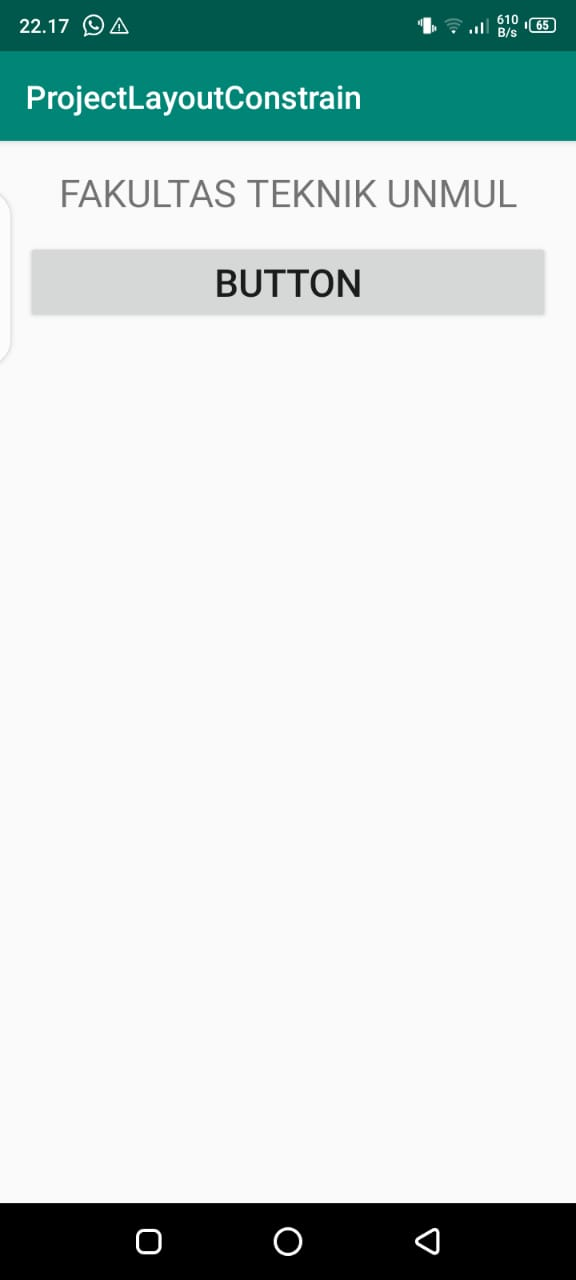 22.17
610
B/s
65
ProjectLayoutConstrain
FAKULTAS TEKNIK UNMUL
BUTTON